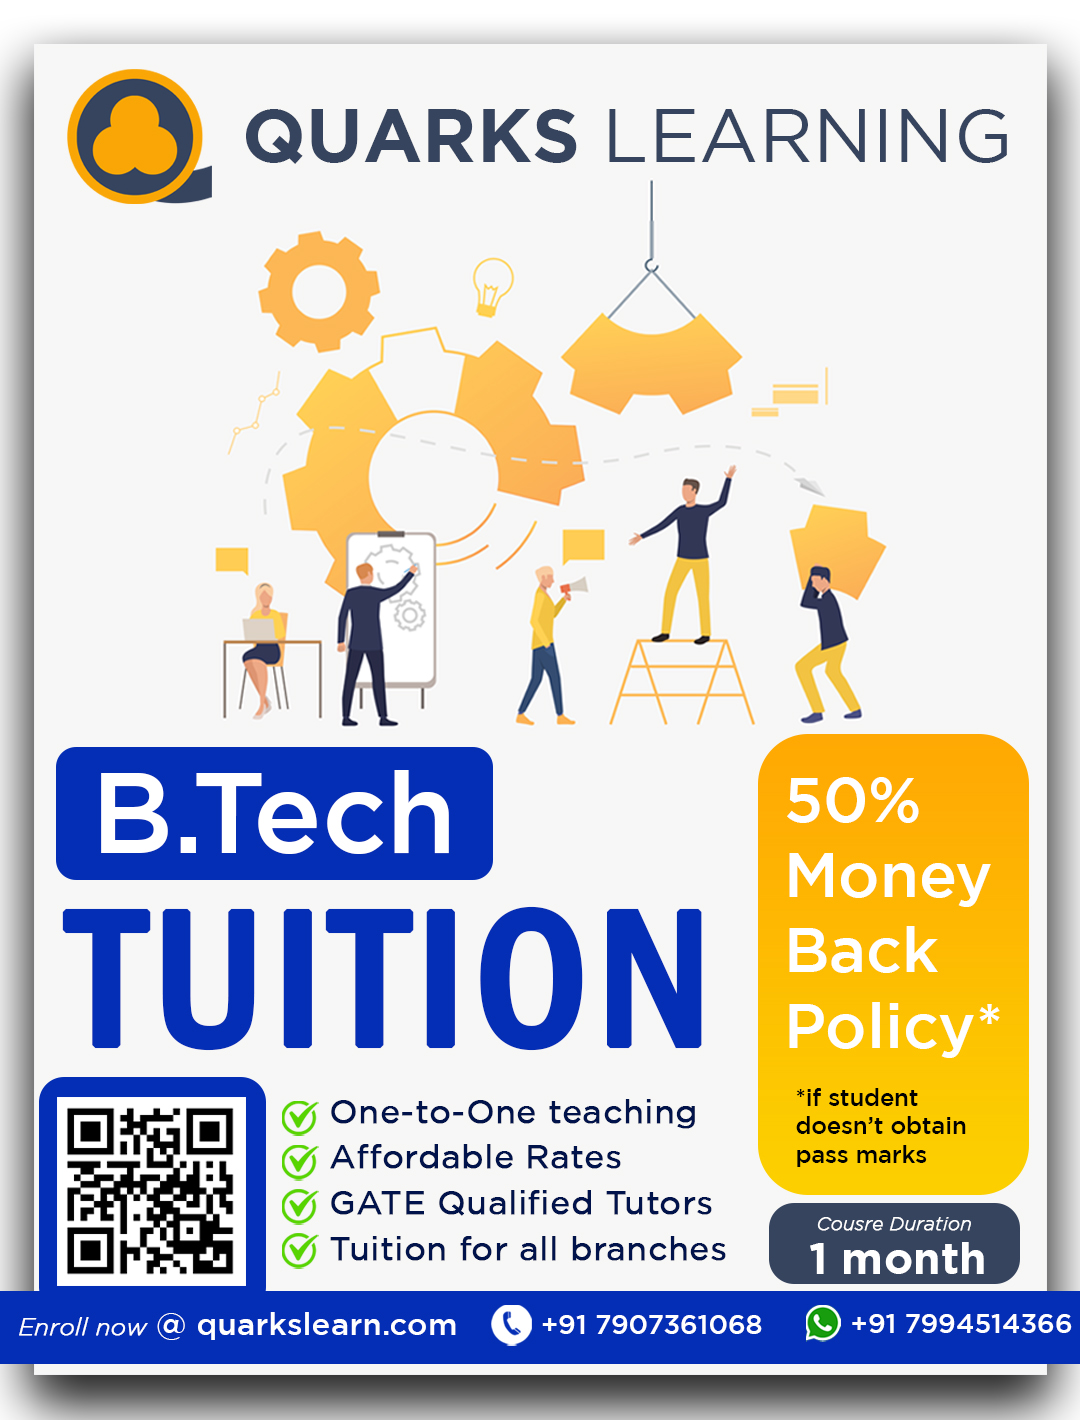 QUARKS LEARNING
B.Tech
TUITION
50%
Money
Back
Policy*
*if student
doesn't obtain
pass marks
One-to-One teaching
Affordable Rates
GATE Qualified Tutors
Tuition for all branches
Cousre Duration
1 month
Enroll now @ quarkslearn.com
+91 7907361068
+91 7994514366